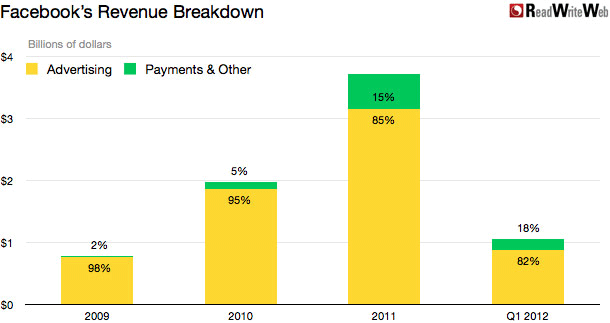 Facebook's Revenue Breakdown
ReadWriteWeb
Billions of dollars
Advertising
Payments & Other
$4
$3
$2
$1
$0
2%
98%
5%
95%
15%
85%
18%
82%
2009
2010
2011
Q1 2012